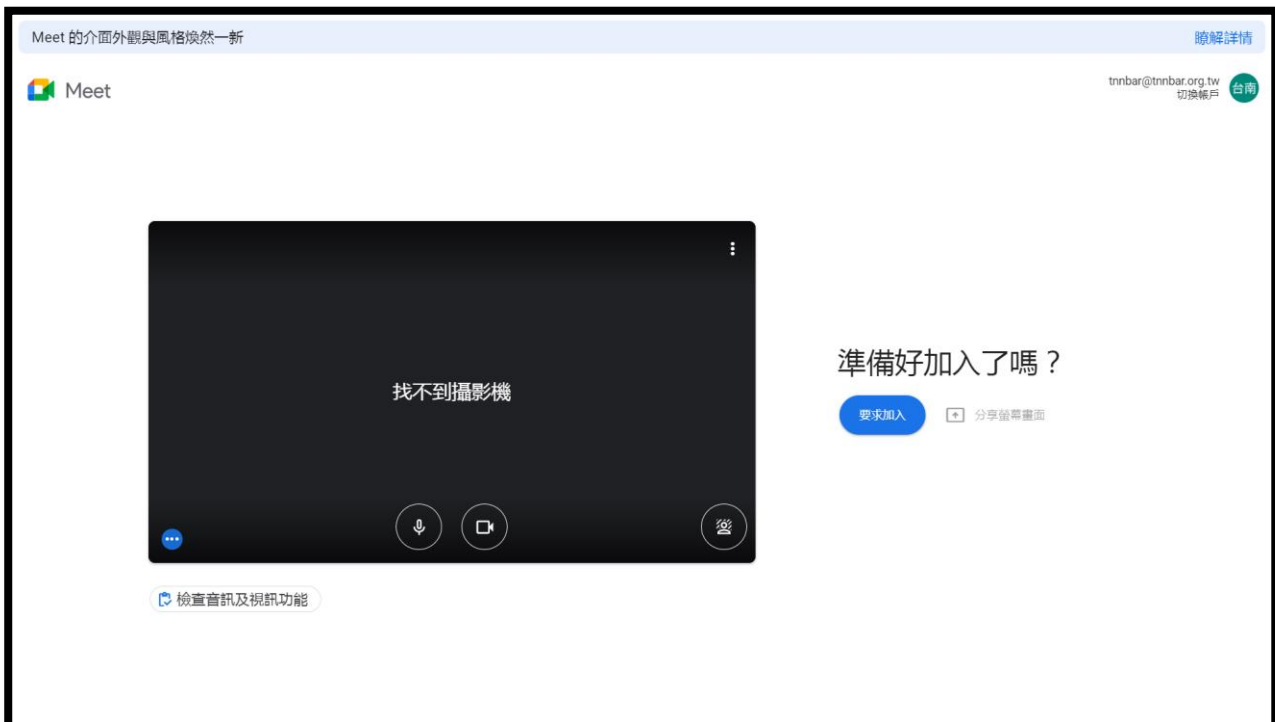 Meet 的介面外觀與風格煥然一新
瞭解詳情
Meet
tnnbar@tnnbar.org.tw
切換帳戶
台南
找不到攝影機
準備好加入了嗎？
要求加入
分享螢幕畫面
檢查音訊及視訊功能